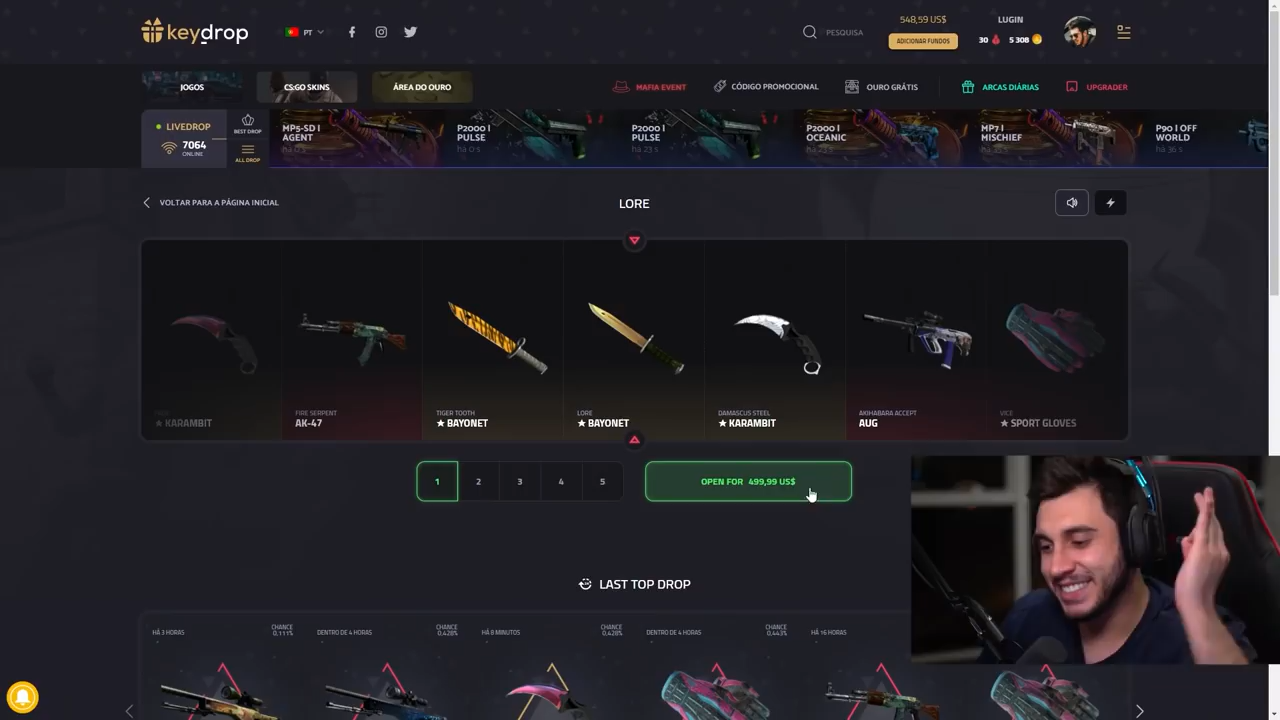 keydrop
PT
PESQUISA
548,59 US$
ADICIONAR FUNDOS
LUGIN
30
5 308
JOGOS
CS:GO SKINS
ÁREA DO OURO
MAFIA EVENT
CÓDIGO PROMOCIONAL
OURO GRÁTIS
ARCAS DIÁRIAS
UPGRADER
LIVEDROP
7064
ONLINE
BEST DROP
ALL DROP
MP5-SD |
AGENT
há 0 s
P2000 |
PULSE
há 0 s
P2000 |
PULSE
há 23 s
P2000 |
OCEANIC
MP7 |
MISCHIEF
P90 | OFF
WORLD
há 36 s
VOLTAR PARA A PÁGINA INICIAL
LORE
★ KARAMBIT
FIRE SERPENT
AK-47
TIGER TOOTH
★ BAYONET
LORE
★ BAYONET
DAMASCUS STEEL
★ KARAMBIT
AKIHABARA ACCEPT
AUG
VICE
★ SPORT GLOVES
1
2
3
4
5
OPEN FOR 499,99 US$
LAST TOP DROP
HÁ 3 HORAS
CHANCE
0,111%
DENTRO DE 4 HORAS
CHANCE
0,428%
HÁ 8 MINUTOS
CHANCE
0,428%
DENTRO DE 4 HORAS
CHANCE
0,443%
HÁ 16 HORAS